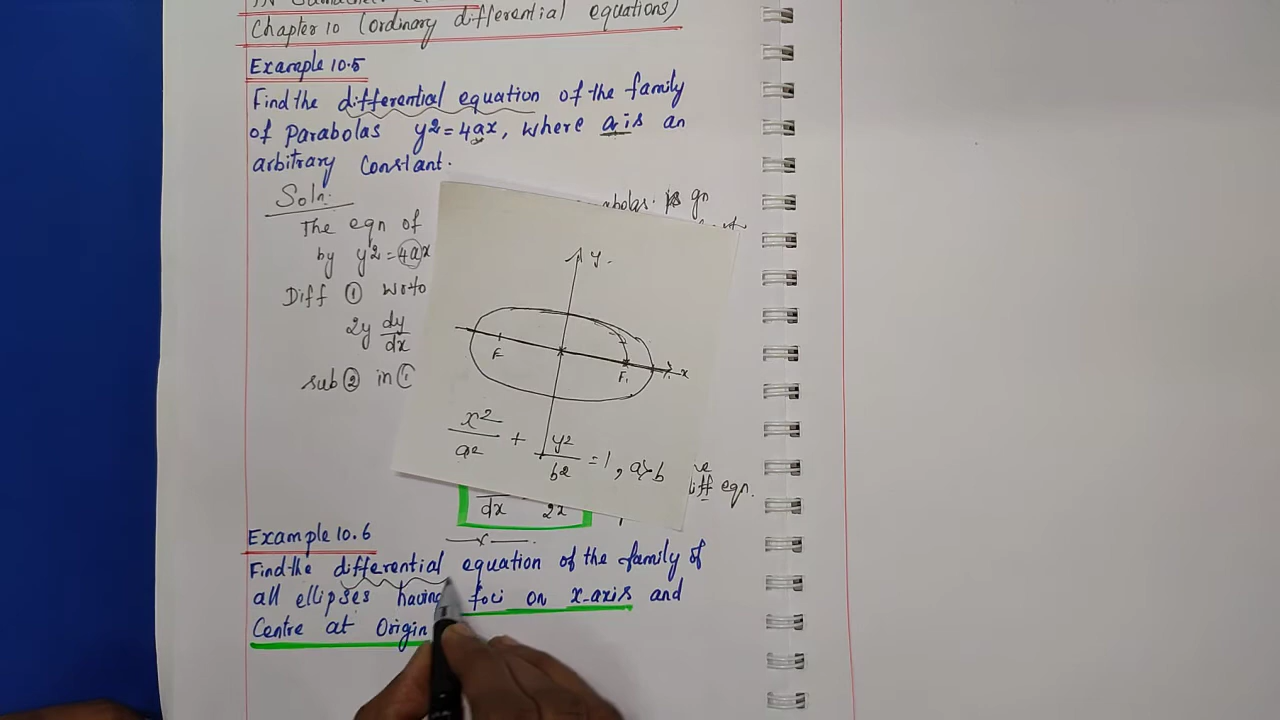 Chapter 10 (ordinary differential equations)
Example 10.5
Find the differential equation of the family
of Parabolas y2 = 4ax, where a is an
arbitrary Constant.
Soln:
The eqn of
by y2 = 4ax
Diff ① w.r.to
2y dy/dx
sub ② in ①
y
F F1 x
x2/a2 + y2/b2 = 1, a>b
diff eqn.
dx 2x
Example 10.6
Find the differential equation of the family of
all ellipses having foci on x-axis and
Centre at Origin